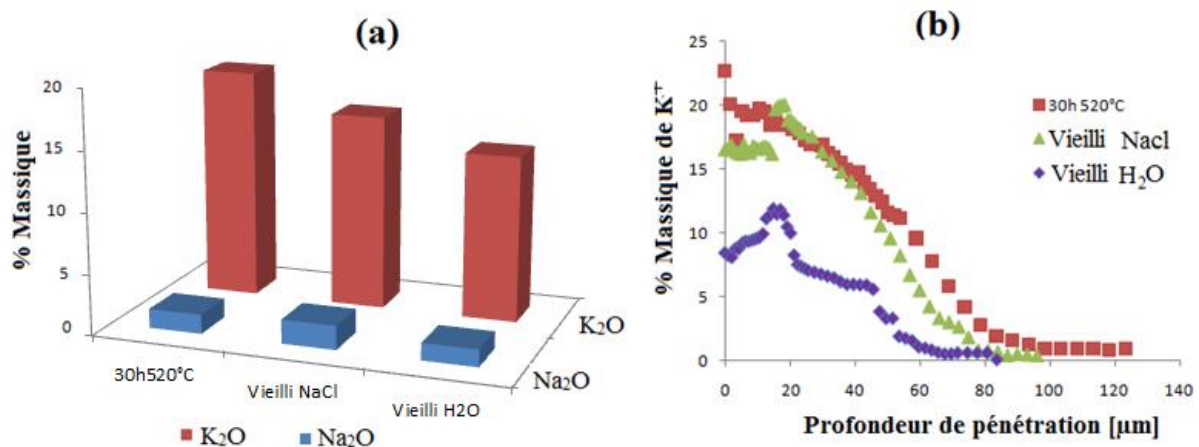 (a)
% Massique
20
15
10
5
0
30h520°C
Vieilli NaCl
Vieilli H2O
K₂O
Na₂O
K₂O
Na₂O
(b)
% Massique de K⁺
25
20
15
10
5
0
0 20 40 60 80 100 120 140
Profondeur de pénétration [µm]
30h 520°C
Vieilli Nacl
Vieilli H₂O